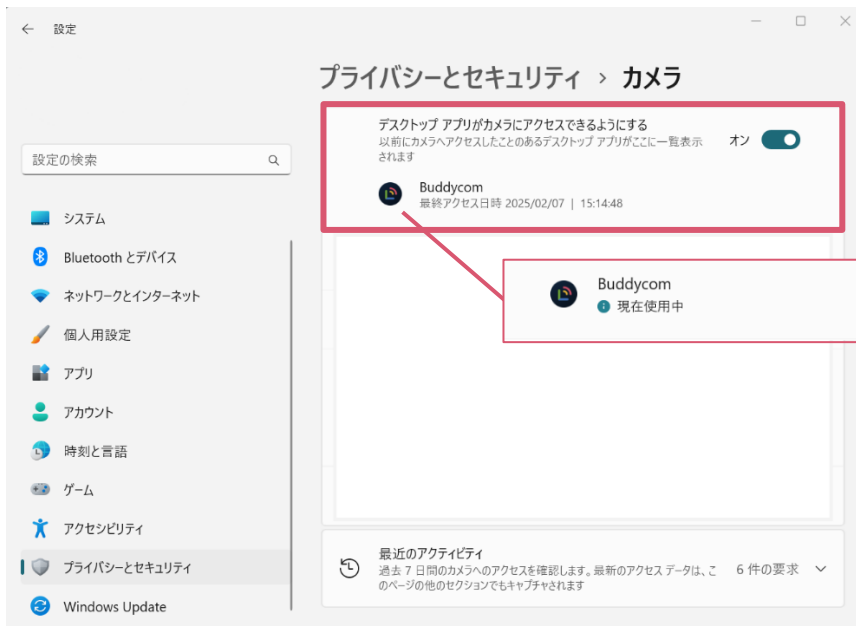 設定
プライバシーとセキュリティ > カメラ
設定の検索
システム
Bluetooth とデバイス
ネットワークとインターネット
個人用設定
アプリ
アカウント
時刻と言語
ゲーム
アクセシビリティ
プライバシーとセキュリティ
Windows Update
デスクトップ アプリがカメラにアクセスできるようにする
以前にカメラへアクセスしたことのあるデスクトップ アプリがここに一覧表示
されます
オン
Buddycom
最終アクセス日時 2025/02/07 | 15:14:48
Buddycom
現在使用中
最近のアクティビティ
過去 7 日間のカメラへのアクセスを確認します。最新のアクセス データは、こ
のページの他のセクションでもキャプチャされます
6 件の要求